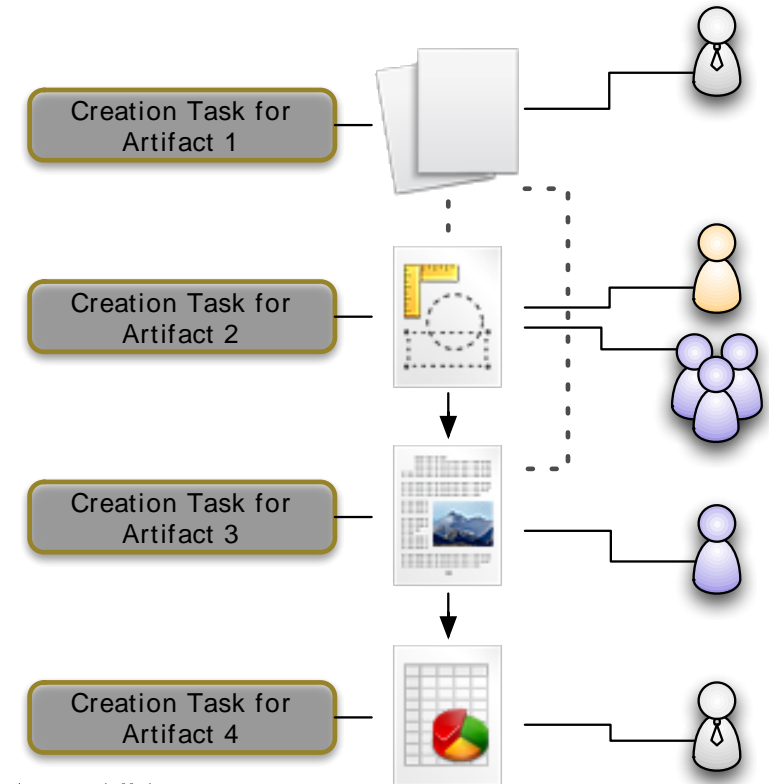 Creation Task for
Artifact 1
Creation Task for
Artifact 2
Creation Task for
Artifact 3
Creation Task for
Artifact 4